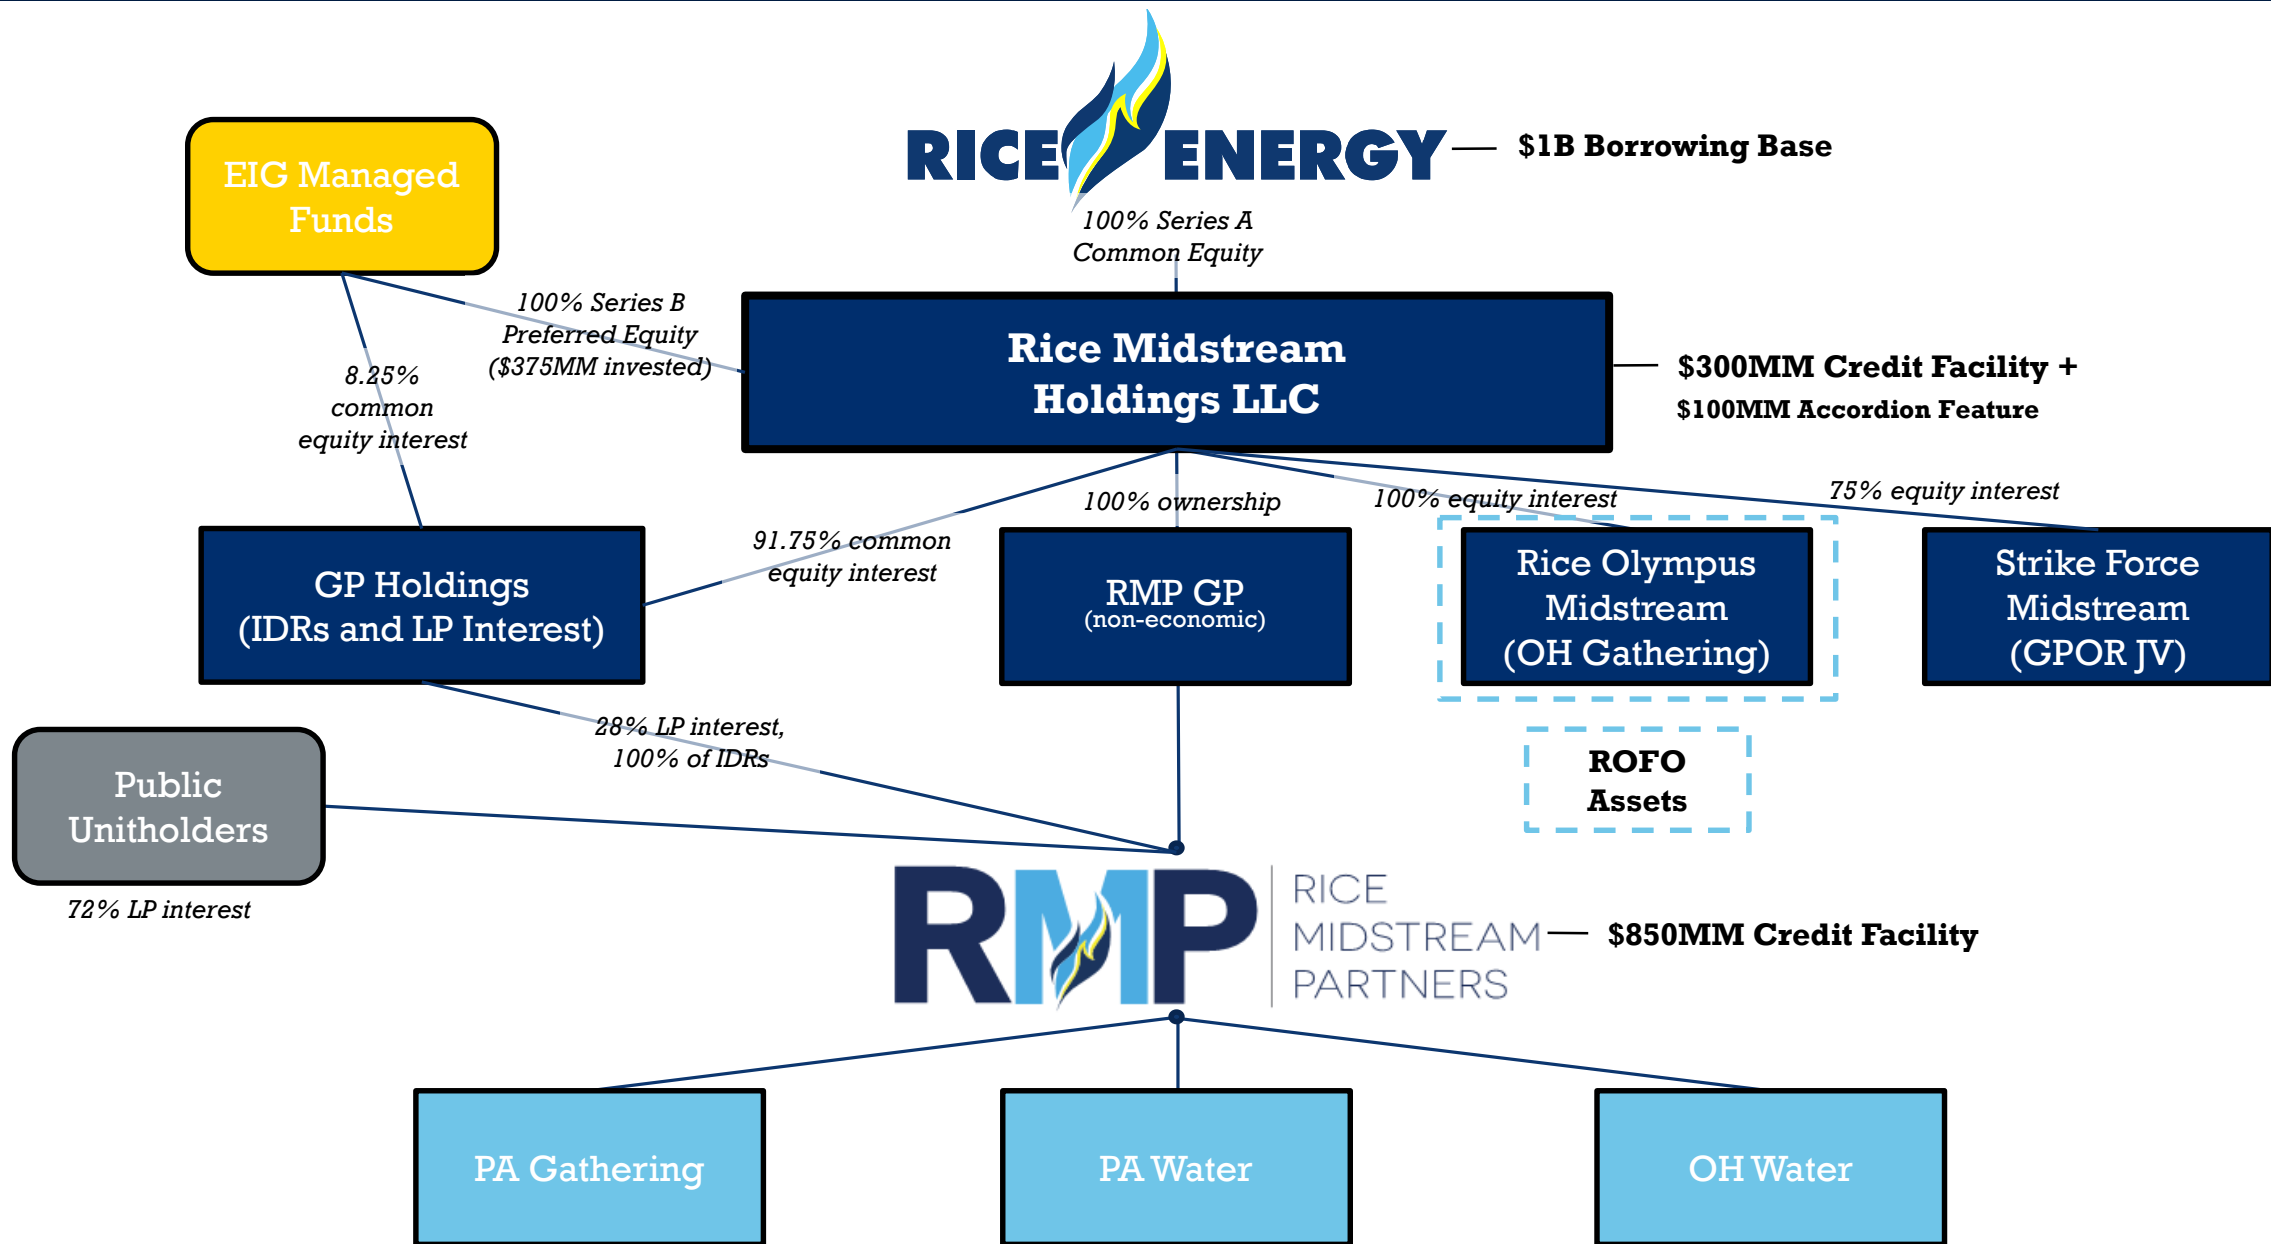 RICE ENERGY
$1B Borrowing Base
EIG Managed
Funds
100% Series A
Common Equity
100% Series B
Preferred Equity
($375MM invested)
Rice Midstream
Holdings LLC
$300MM Credit Facility +
$100MM Accordion Feature
8.25%
common
equity interest
91.75% common
equity interest
100% ownership
100% equity interest
75% equity interest
GP Holdings
(IDRs and LP Interest)
RMP GP
(non-economic)
Rice Olympus
Midstream
(OH Gathering)
Strike Force
Midstream
(GPOR JV)
28% LP interest,
100% of IDRs
ROFO
Assets
Public
Unitholders
72% LP interest
RMP
RICE
MIDSTREAM
PARTNERS
$850MM Credit Facility
PA Gathering
PA Water
OH Water